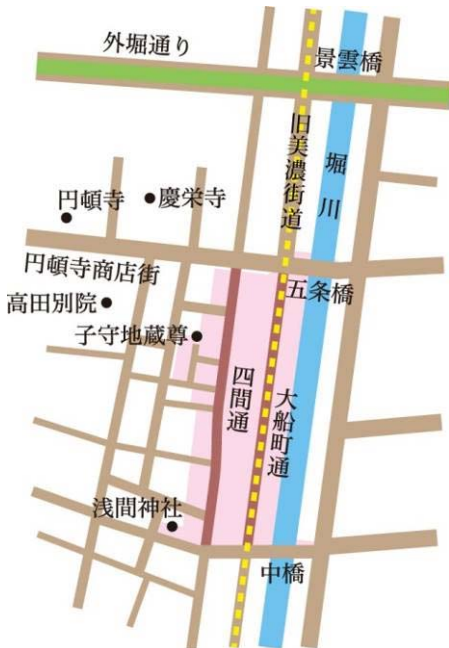 外堀通り
景雲橋
旧美濃街道
堀川
円頓寺
慶栄寺
円頓寺商店街
五条橋
高田別院
子守地蔵尊
四間通
大船町通
浅間神社
中橋